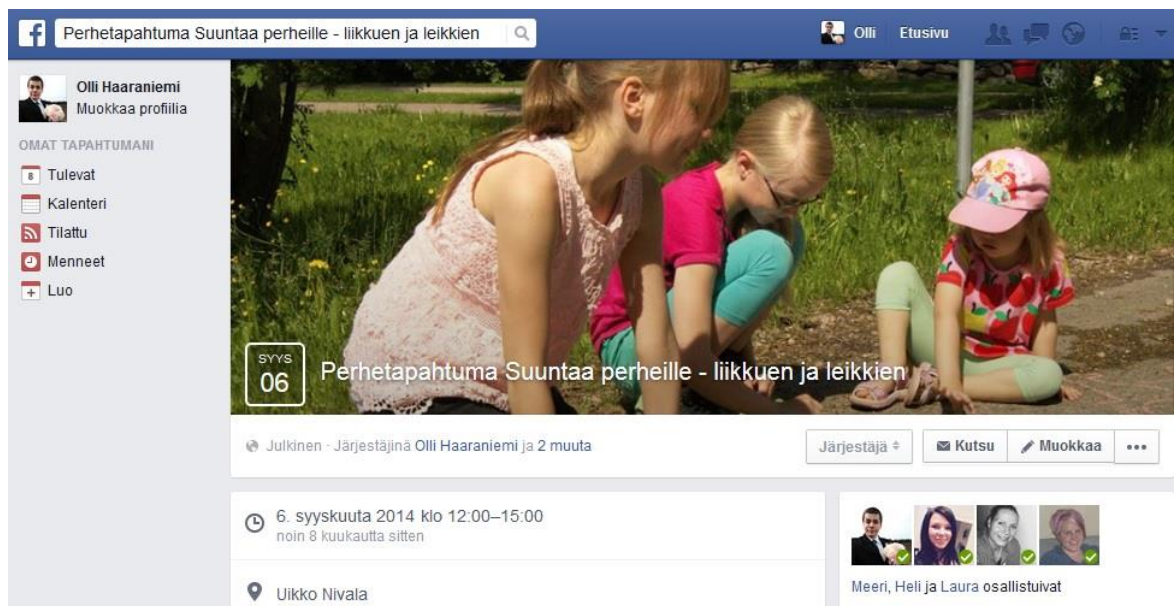 Perhetapahtuma Suuntaa perheille - liikkuen ja leikkien
Olli Etusivu
Olli Haaraniemi
Muokkaa profiilia
OMAT TAPAHTUMANI
8 Tulevat
Kalenteri
Tilattu
Menneet
Luo
SYYS
06
Perhetapahtuma Suuntaa perheille - liikkuen ja leikkien
Julkinen · Järjestäjinä Olli Haaraniemi ja 2 muuta
Järjestäjä
Kutsu
Muokkaa
6. syyskuuta 2014 klo 12:00–15:00
noin 8 kuukautta sitten
Uikko Nivala
Meeri, Heli ja Laura osallistuivat